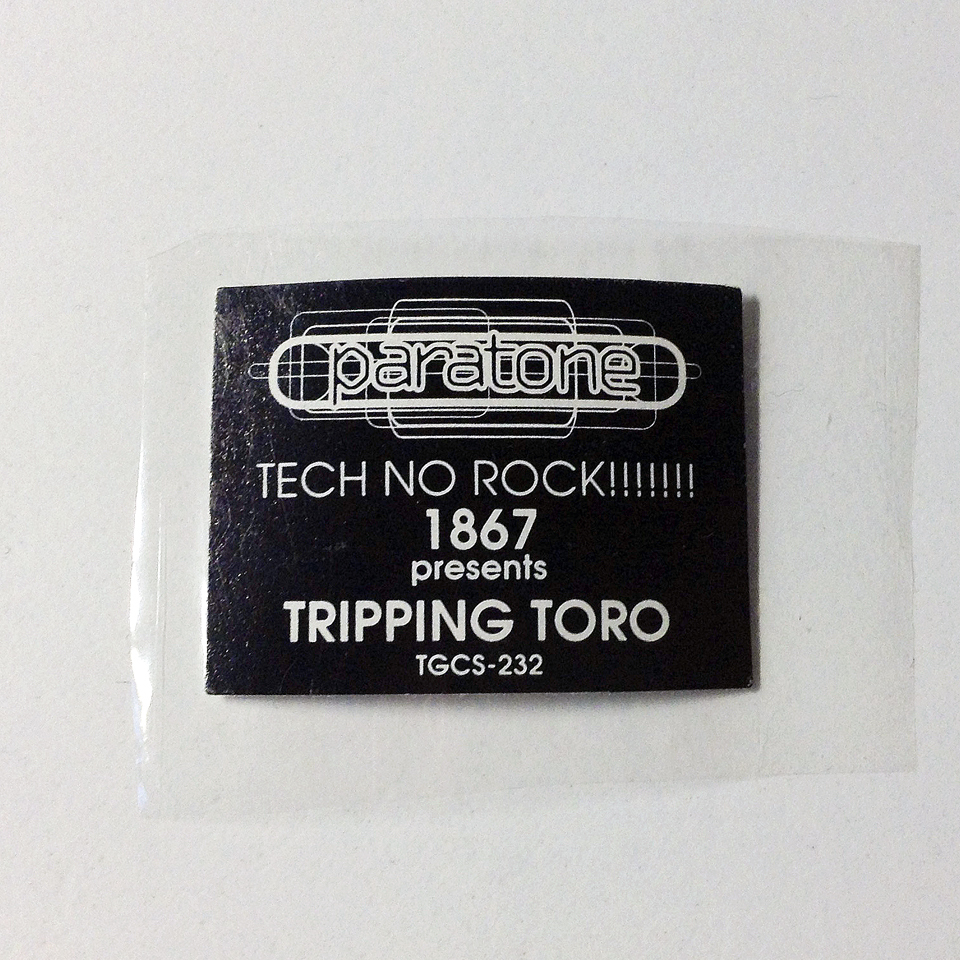 paratone
TECH NO ROCK!!!!!!!
1867
presents
TRIPPING TORO
TGCS-232